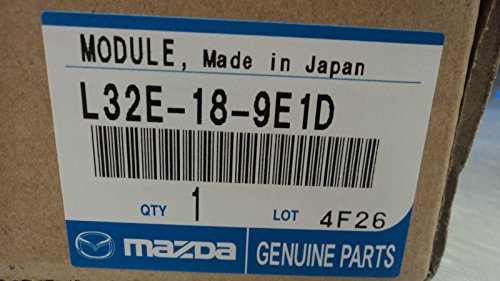 MODULE, Made in Japan
L32E-18-9E1D
QTY 1 LOT 4F26
mazda GENUINE PARTS